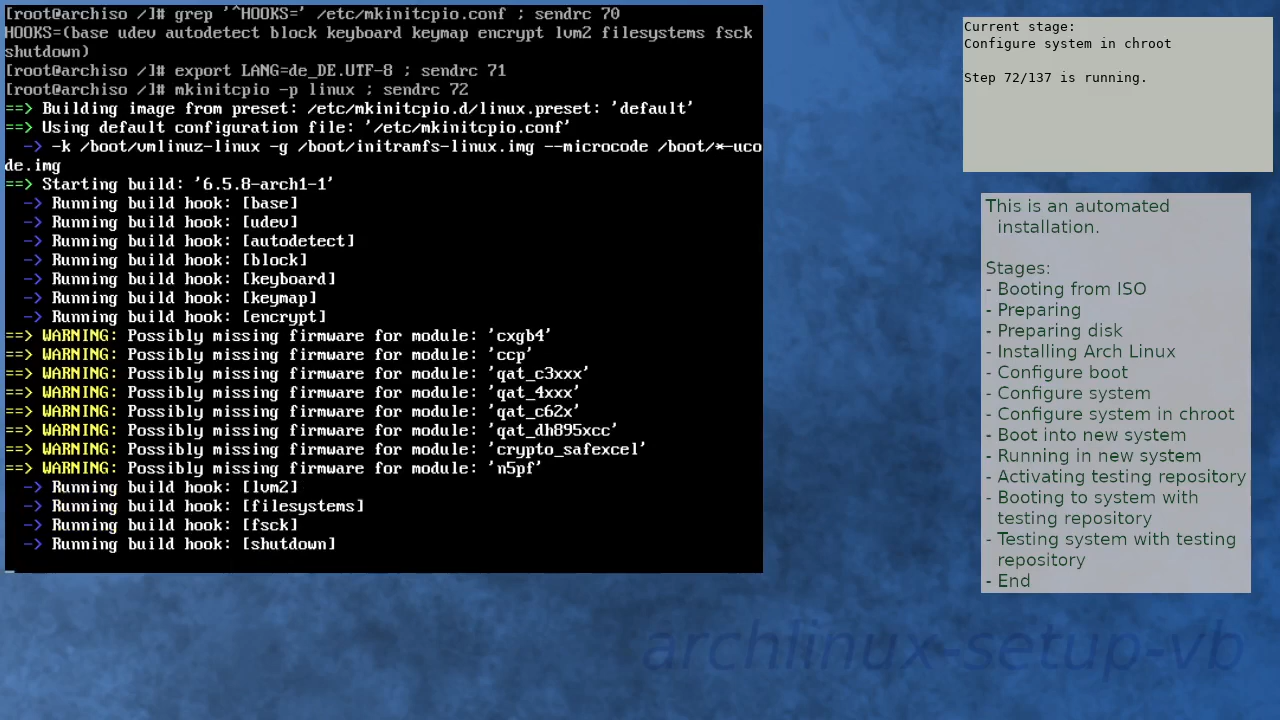 [root@archiso /]# grep '^HOOKS=' /etc/mkinitcpio.conf ; sendrc 70
HOOKS=(base udev autodetect block keyboard keymap encrypt lvm2 filesystems fsck
shutdown)
[root@archiso /]# export LANG=de_DE.UTF-8 ; sendrc 71
[root@archiso /]# mkinitcpio -p linux ; sendrc 72
==> Building image from preset: /etc/mkinitcpio.d/linux.preset: 'default'
==> Using default configuration file: '/etc/mkinitcpio.conf'
  -> -k /boot/vmlinuz-linux -g /boot/initramfs-linux.img --microcode /boot/*-uco
de.img
==> Starting build: '6.5.8-arch1-1'
  -> Running build hook: [base]
  -> Running build hook: [udev]
  -> Running build hook: [autodetect]
  -> Running build hook: [block]
  -> Running build hook: [keyboard]
  -> Running build hook: [keymap]
  -> Running build hook: [encrypt]
==> WARNING: Possibly missing firmware for module: 'cxgb4'
==> WARNING: Possibly missing firmware for module: 'ccp'
==> WARNING: Possibly missing firmware for module: 'qat_c3xxx'
==> WARNING: Possibly missing firmware for module: 'qat_4xxx'
==> WARNING: Possibly missing firmware for module: 'qat_c62x'
==> WARNING: Possibly missing firmware for module: 'qat_dh895xcc'
==> WARNING: Possibly missing firmware for module: 'crypto_safexcel'
==> WARNING: Possibly missing firmware for module: 'n5pf'
  -> Running build hook: [lvm2]
  -> Running build hook: [filesystems]
  -> Running build hook: [fsck]
  -> Running build hook: [shutdown]
Current stage:
Configure system in chroot
Step 72/137 is running.
This is an automated
installation.
Stages:
- Booting from ISO
- Preparing
- Preparing disk
- Installing Arch Linux
- Configure boot
- Configure system
- Configure system in chroot
- Boot into new system
- Running in new system
- Activating testing repository
- Booting to system with
testing repository
- Testing system with testing
repository
- End
archlinux-setup-vb